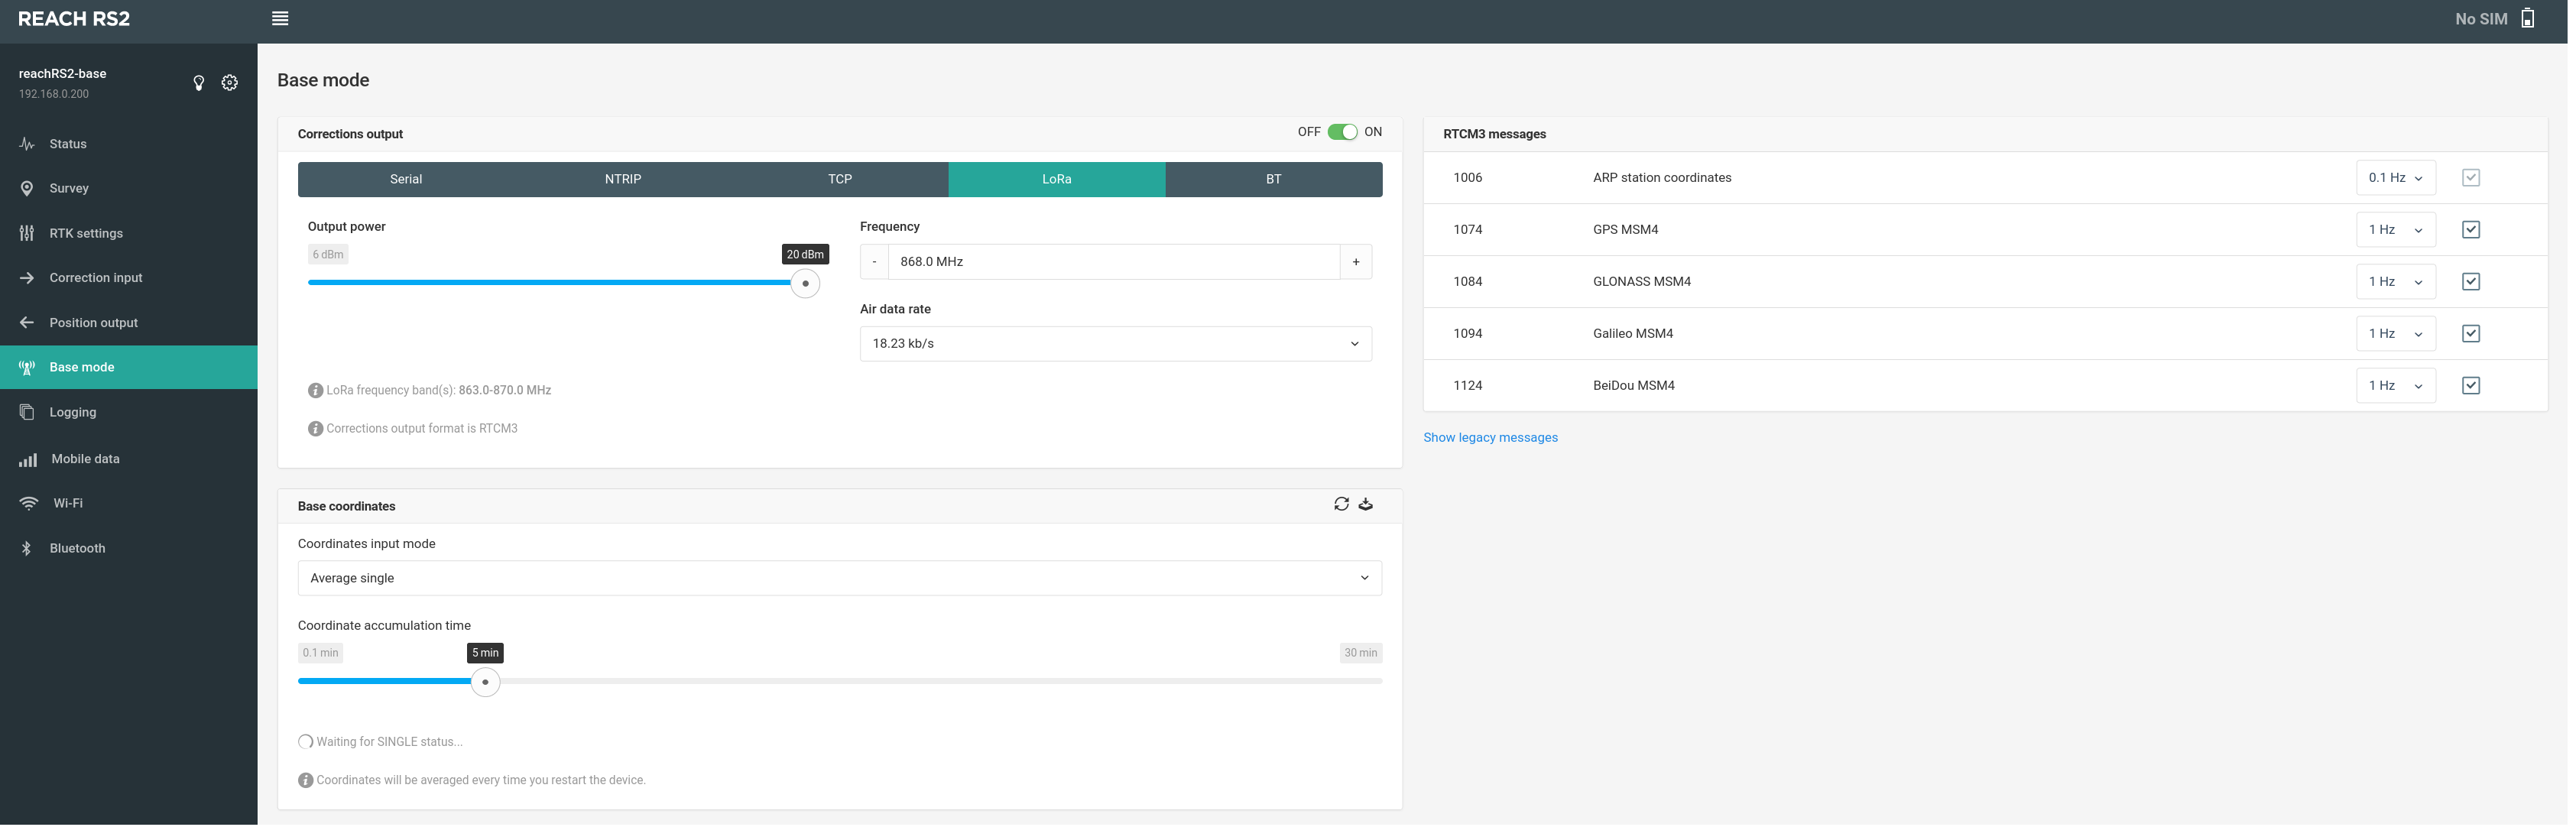 REACH RS2
No SIM
reachRS2-base
192.168.0.200
Status
Survey
RTK settings
Correction input
Position output
Base mode
Logging
Mobile data
Wi-Fi
Bluetooth
Base mode
Corrections output
OFF ON
Serial NTRIP TCP LoRa BT
Output power
6 dBm 20 dBm
Frequency
- 868.0 MHz +
Air data rate
18.23 kb/s
LoRa frequency band(s): 863.0-870.0 MHz
Corrections output format is RTCM3
Base coordinates
Coordinates input mode
Average single
Coordinate accumulation time
0.1 min 5 min 30 min
Waiting for SINGLE status...
Coordinates will be averaged every time you restart the device.
RTCM3 messages
1006 ARP station coordinates 0.1 Hz
1074 GPS MSM4 1 Hz
1084 GLONASS MSM4 1 Hz
1094 Galileo MSM4 1 Hz
1124 BeiDou MSM4 1 Hz
Show legacy messages